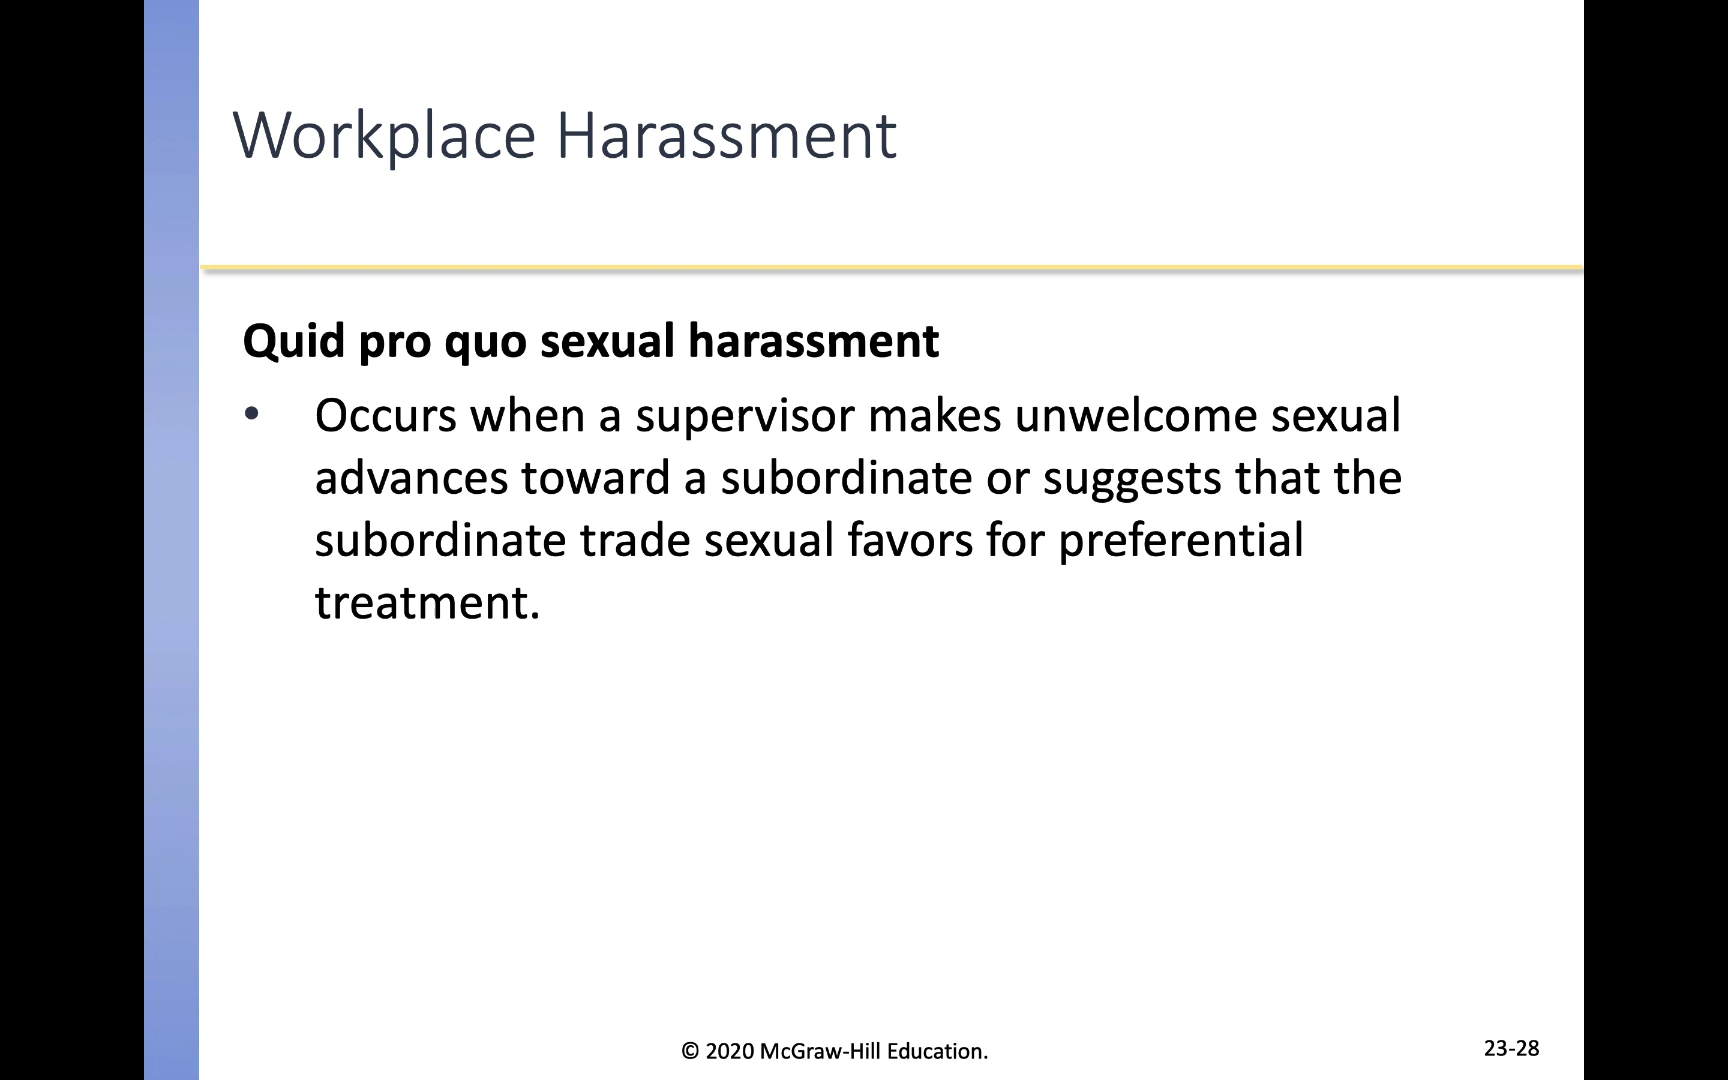 Workplace Harassment
Quid pro quo sexual harassment
• Occurs when a supervisor makes unwelcome sexual
advances toward a subordinate or suggests that the
subordinate trade sexual favors for preferential
treatment.
© 2020 McGraw-Hill Education.
23-28